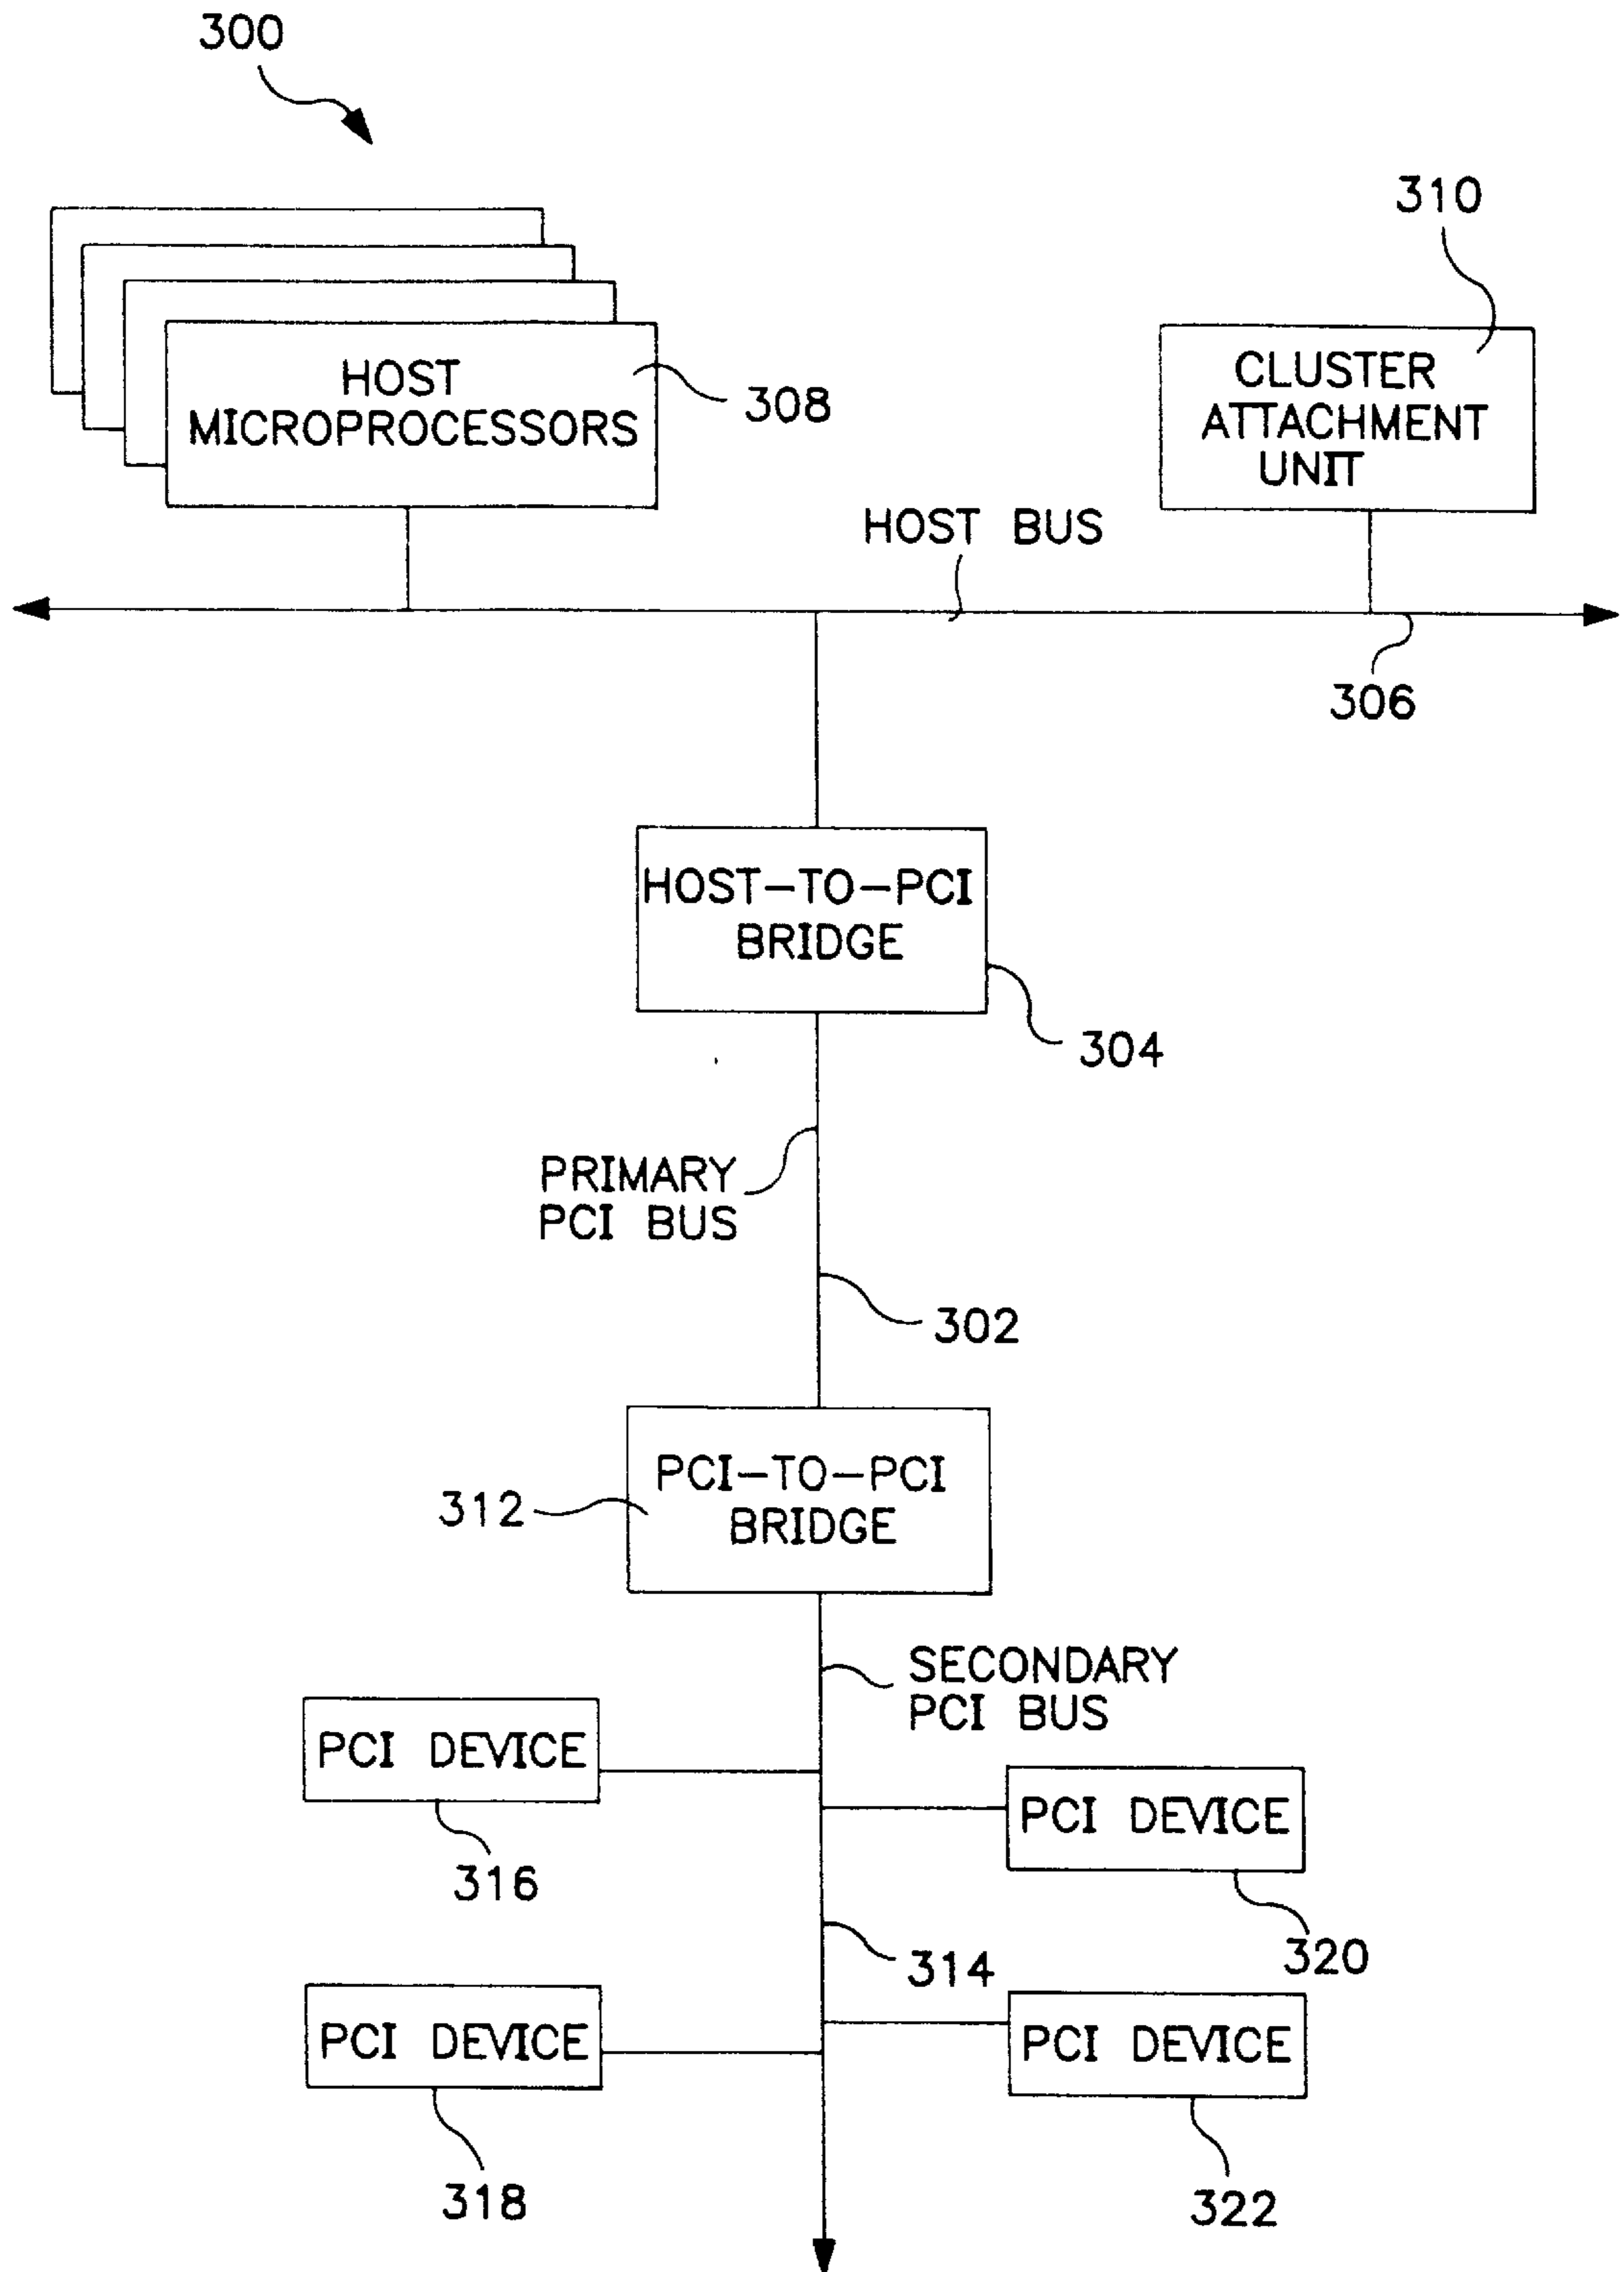 300
310
HOST
MICROPROCESSORS
308
CLUSTER
ATTACHMENT
UNIT
HOST BUS
306
HOST-TO-PCI
BRIDGE
304
PRIMARY
PCI BUS
302
PCI-TO-PCI
BRIDGE
312
SECONDARY
PCI BUS
PCI DEVICE
316
PCI DEVICE
320
314
PCI DEVICE
318
PCI DEVICE
322